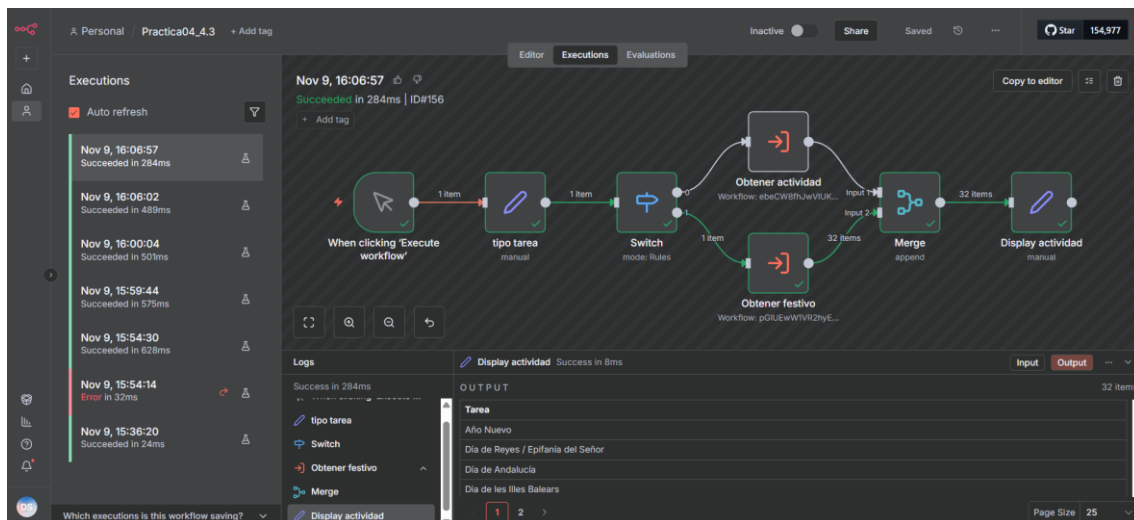 Personal / Practica04_4.3 + Add tag
Inactive Share Saved ... Star 154,977
Editor Executions Evaluations
Executions
Auto refresh
Nov 9, 16:06:57
Succeeded in 284ms
Nov 9, 16:06:02
Succeeded in 489ms
Nov 9, 16:00:04
Succeeded in 501ms
Nov 9, 15:59:44
Succeeded in 575ms
Nov 9, 15:54:30
Succeeded in 628ms
Nov 9, 15:54:14
Error in 32ms
Nov 9, 15:36:20
Succeeded in 24ms
Which executions is this workflow saving?
DS
Nov 9, 16:06:57
Succeeded in 284ms | ID#156
+ Add tag
Copy to editor
1 item
When clicking 'Execute
workflow'
tipo tarea
manual
1 item
Switch
mode: Rules
0
1
1 item
Obtener actividad
Workflow: ebeCW8fhJwVlUK...
Obtener festivo
Workflow: pGlUEwW1VR2hyE...
Input 1
Input 2
32 items
Merge
append
32 items
Display actividad
manual
Logs
Success in 284ms
tipo tarea
Switch
Obtener festivo
Merge
Display actividad
Display actividad Success in 8ms
Input Output ...
OUTPUT
32 item
Tarea
Año Nuevo
Día de Reyes / Epifanía del Señor
Día de Andalucía
Dia de les Illes Balears
1 2
Page Size 25